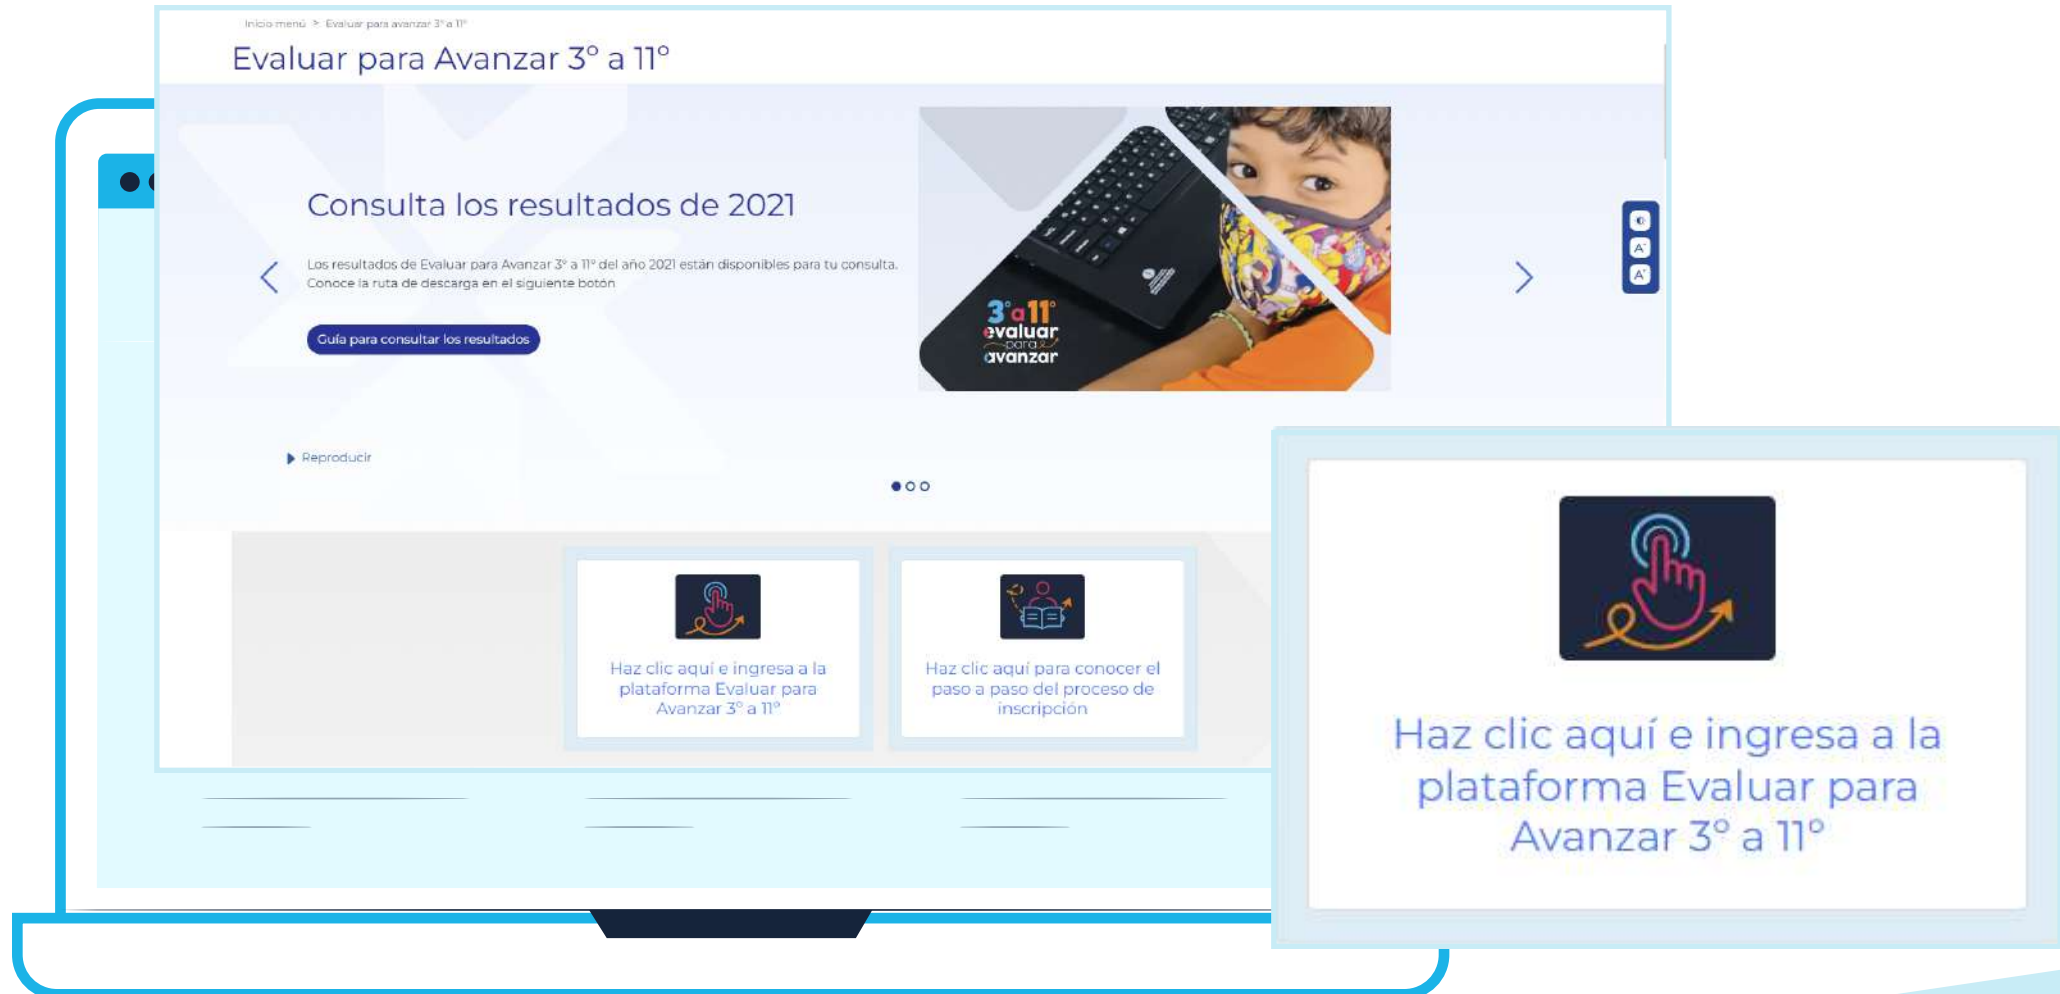 Inicio menú > Evaluar para avanzar 3° a 11°
Evaluar para Avanzar 3° a 11°
Consulta los resultados de 2021
Los resultados de Evaluar para Avanzar 3° a 11° del año 2021 están disponibles para tu consulta.
Conoce la ruta de descarga en el siguiente botón
Guía para consultar los resultados
3° a 11°
evaluar
para
avanzar
Reproducir
Haz clic aquí e ingresa a la
plataforma Evaluar para
Avanzar 3° a 11°
Haz clic aquí para conocer el
paso a paso del proceso de
inscripción
Haz clic aquí e ingresa a la
plataforma Evaluar para
Avanzar 3° a 11°